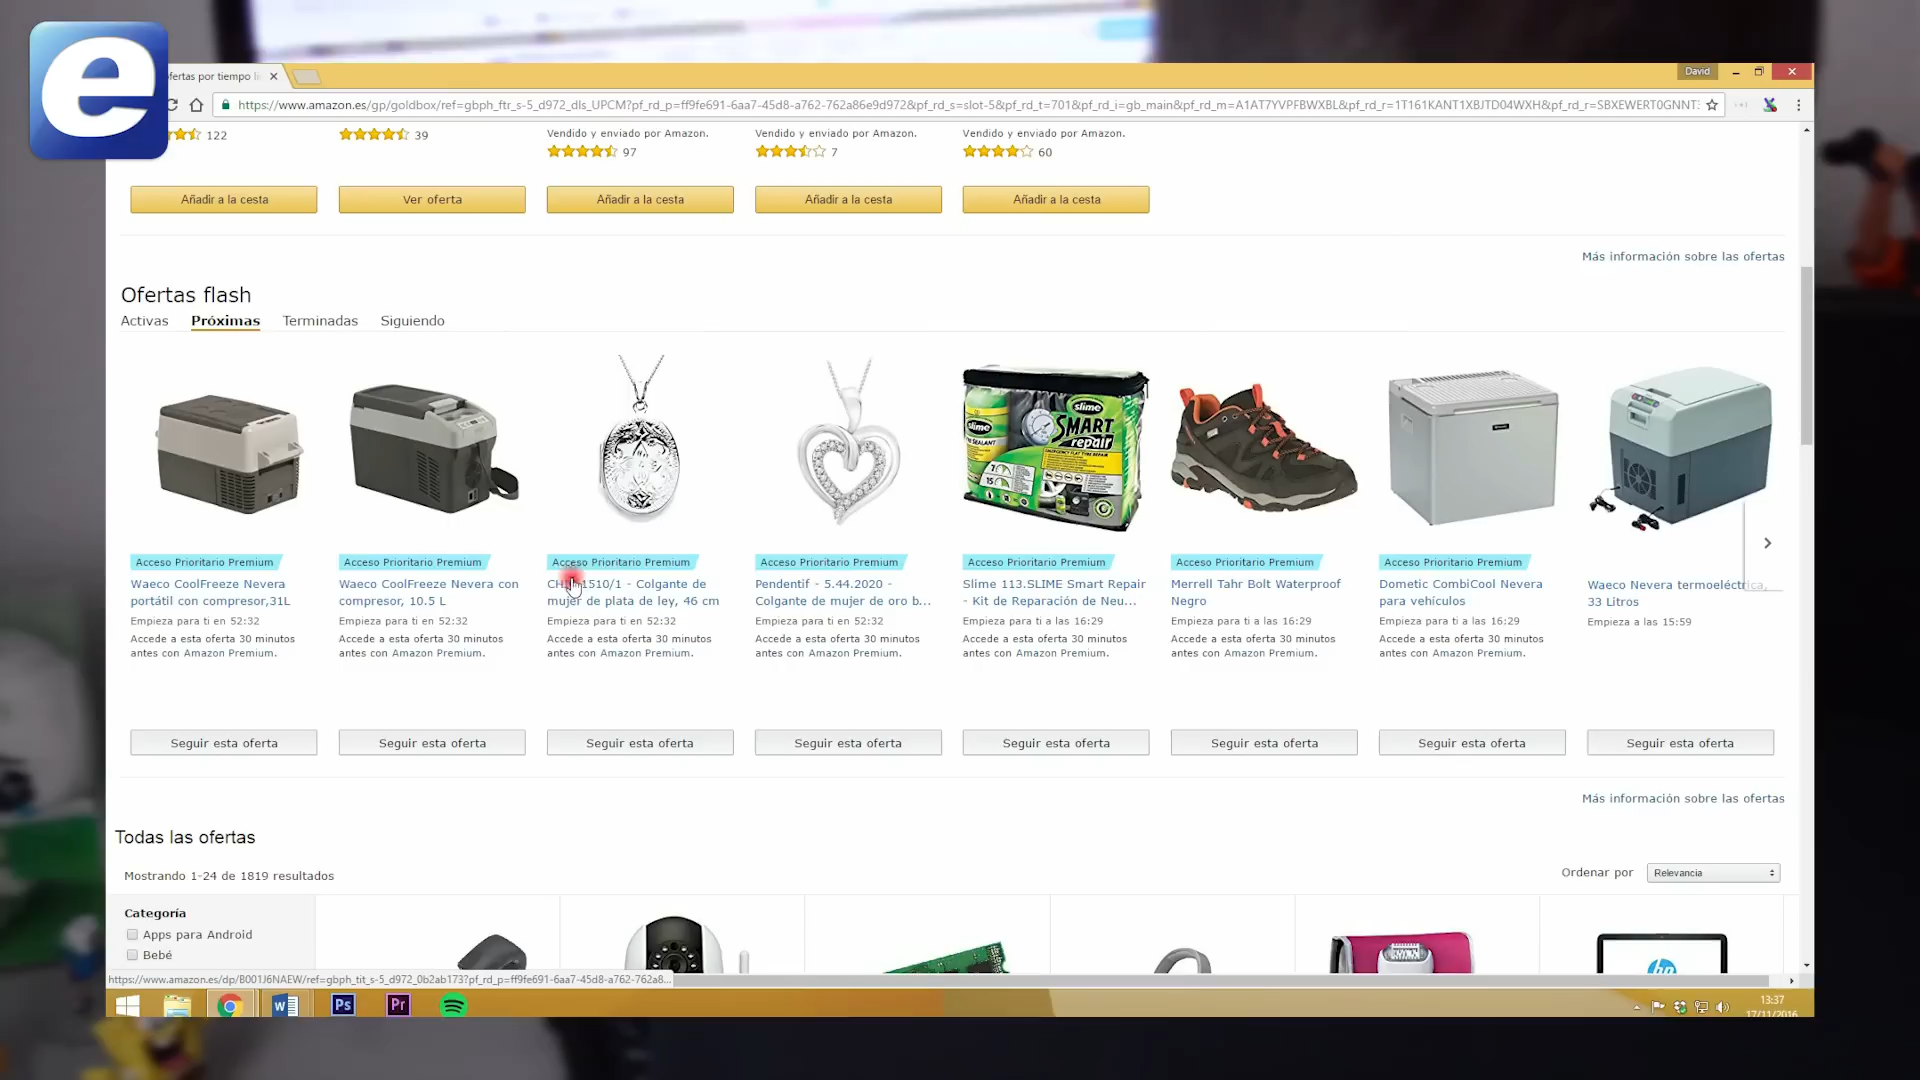 ofertas por tiempo li
David
https://www.amazon.es/gp/goldbox/ref=gbph_ftr_s-5_d972_dls_UPCM?pf_rd_p=ff9fe691-6aa7-45d8-a762-762a86e9d972&pf_rd_s=slot-5&pf_rd_t=701&pf_rd_i=gb_main&pf_rd_m=A1AT7YVPFBWXBL&pf_rd_r=1T161KANT1XBJTD04WXH&pf_rd_r=SBXEWERT0GNNT:
122
39
Vendido y enviado por Amazon.
97
Vendido y enviado por Amazon.
7
Vendido y enviado por Amazon.
60
Añadir a la cesta
Ver oferta
Añadir a la cesta
Añadir a la cesta
Añadir a la cesta
Más información sobre las ofertas
Ofertas flash
Activas Próximas Terminadas Siguiendo
slime
slime
SMART
repair
Acceso Prioritario Premium
Waeco CoolFreeze Nevera
portátil con compresor,31L
Empieza para ti en 52:32
Accede a esta oferta 30 minutos
antes con Amazon Premium.
Acceso Prioritario Premium
Waeco CoolFreeze Nevera con
compresor, 10.5 L
Empieza para ti en 52:32
Accede a esta oferta 30 minutos
antes con Amazon Premium.
Acceso Prioritario Premium
1510/1 - Colgante de
mujer de plata de ley, 46 cm
Empieza para ti en 52:32
Accede a esta oferta 30 minutos
antes con Amazon Premium.
Acceso Prioritario Premium
Pendentif - 5.44.2020 -
Colgante de mujer de oro b...
Empieza para ti en 52:32
Accede a esta oferta 30 minutos
antes con Amazon Premium.
Acceso Prioritario Premium
Slime 113.SLIME Smart Repair
- Kit de Reparación de Neu...
Empieza para ti a las 16:29
Accede a esta oferta 30 minutos
antes con Amazon Premium.
Acceso Prioritario Premium
Merrell Tahr Bolt Waterproof
Negro
Empieza para ti a las 16:29
Accede a esta oferta 30 minutos
antes con Amazon Premium.
Acceso Prioritario Premium
Dometic CombiCool Nevera
para vehículos
Empieza para ti a las 16:29
Accede a esta oferta 30 minutos
antes con Amazon Premium.
Waeco Nevera termoeléctrica,
33 Litros
Empieza a las 15:59
Seguir esta oferta
Seguir esta oferta
Seguir esta oferta
Seguir esta oferta
Seguir esta oferta
Seguir esta oferta
Seguir esta oferta
Seguir esta oferta
Más información sobre las ofertas
Todas las ofertas
Mostrando 1-24 de 1819 resultados
Ordenar por Relevancia
Categoría
Apps para Android
Bebé
hp
https://www.amazon.es/dp/B001J6NAEW/ref=gbph_tit_s-5_d972_0b2ab173?pf_rd_p=ff9fe691-6aa7-45d8-a762-762a8...
W
Ps
Pr
13:37
17/11/2016